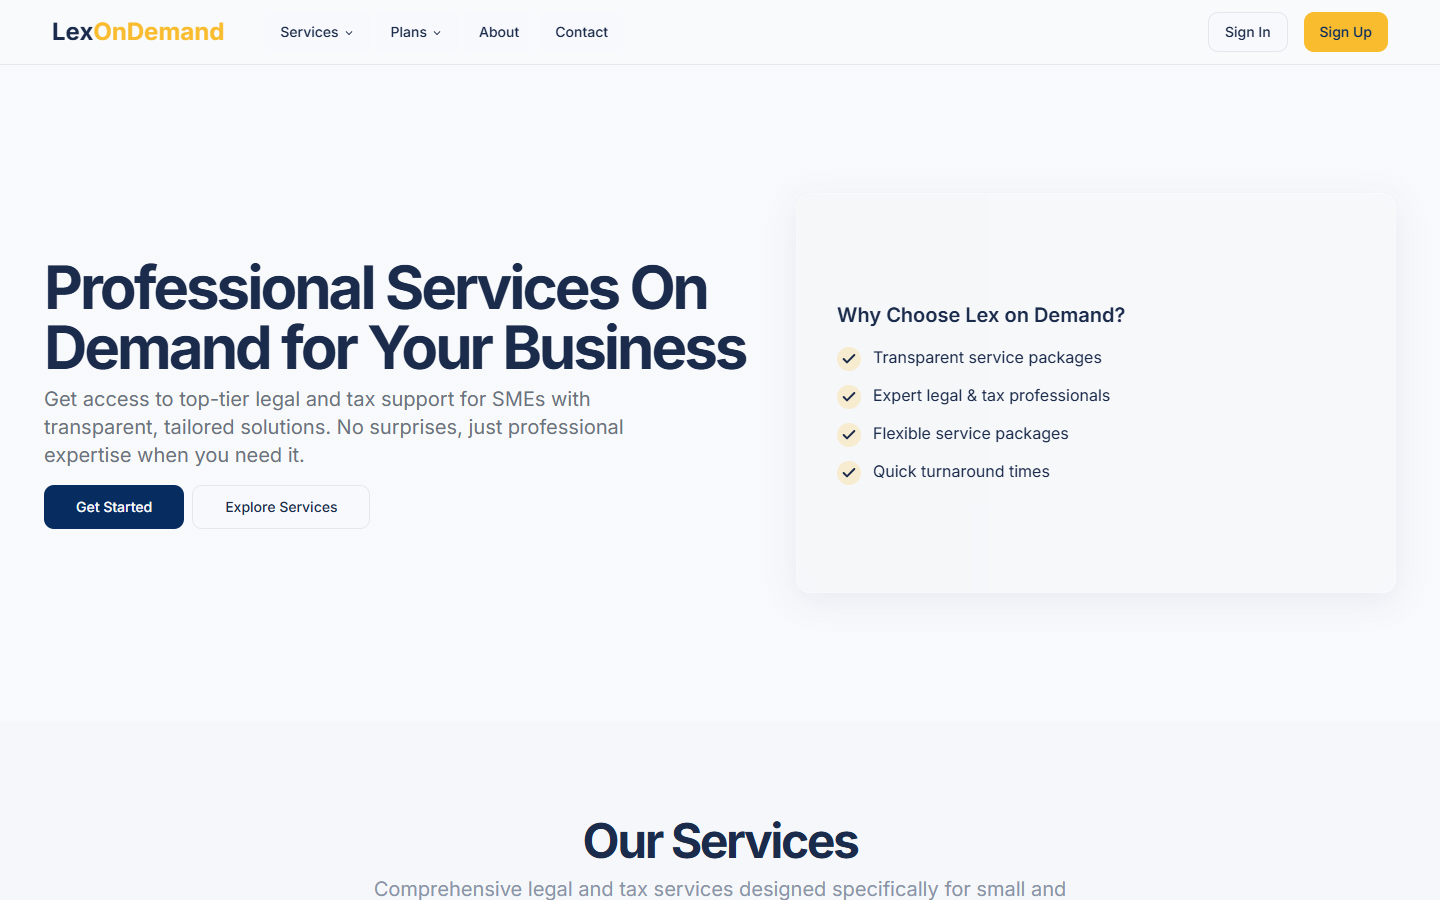 LexOnDemand
Services
Plans
About
Contact
Sign In
Sign Up
Professional Services On
Demand for Your Business
Get access to top-tier legal and tax support for SMEs with
transparent, tailored solutions. No surprises, just professional
expertise when you need it.
Get Started
Explore Services
Why Choose Lex on Demand?
Transparent service packages
Expert legal & tax professionals
Flexible service packages
Quick turnaround times
Our Services
Comprehensive legal and tax services designed specifically for small and